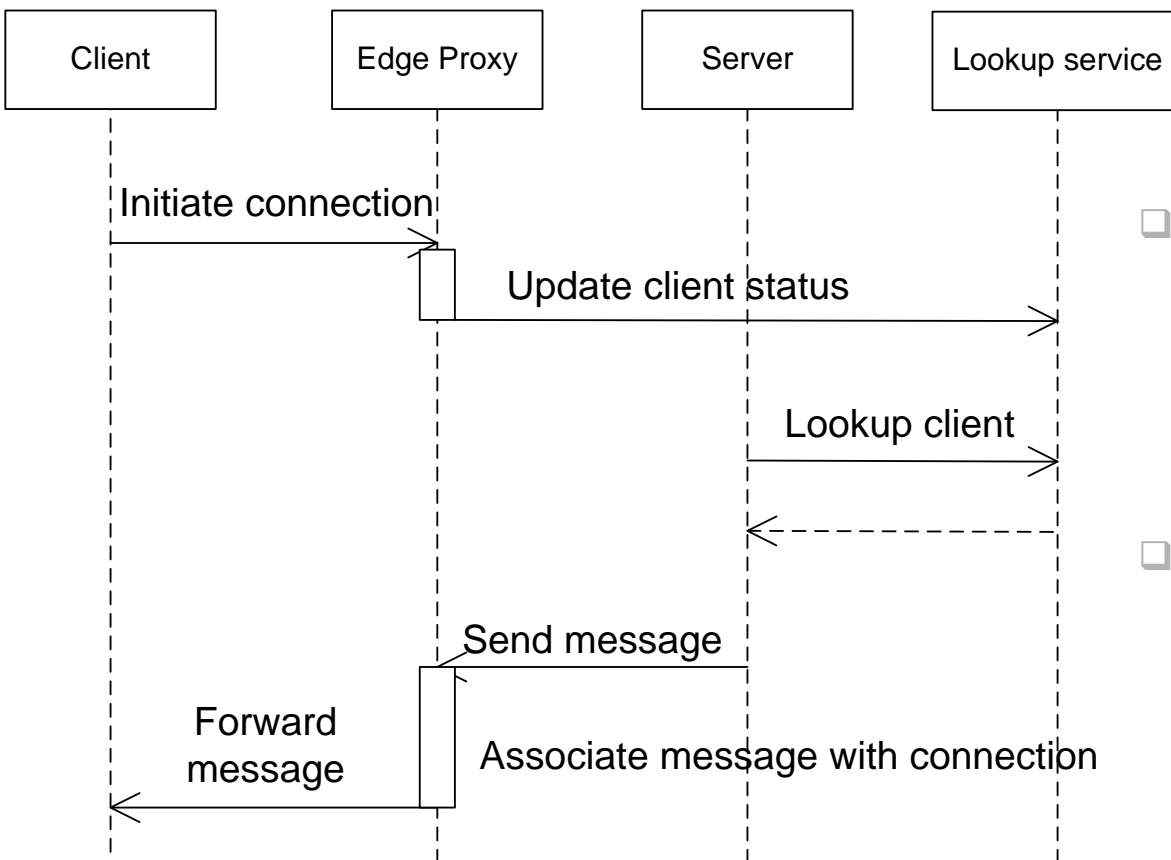 Client
Edge Proxy
Server
Lookup service
Initiate connection
Update client status
Lookup client
Send message
Forward
message
Associate message with connection